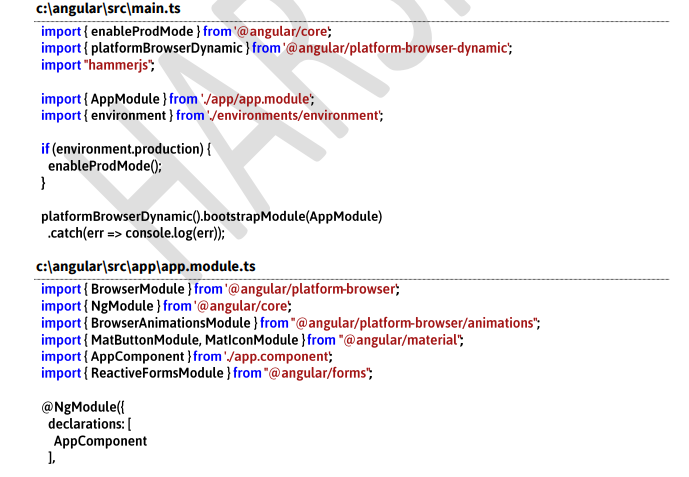 c:\angular\src\main.ts
import { enableProdMode } from '@angular/core';
import { platformBrowserDynamic } from '@angular/platform-browser-dynamic';
import "hammerjs";
import { AppModule } from './app/app.module';
import { environment } from './environments/environment';
if (environment.production) {
enableProdMode();
}
platformBrowserDynamic().bootstrapModule(AppModule)
.catch(err => console.log(err));
c:\angular\src\app\app.module.ts
import { BrowserModule } from '@angular/platform-browser';
import { NgModule } from '@angular/core';
import { BrowserAnimationsModule } from "@angular/platform-browser/animations";
import { MatButtonModule, MatIconModule } from "@angular/material";
import { AppComponent } from './app.component';
import { ReactiveFormsModule } from "@angular/forms";
@NgModule({
declarations: [
AppComponent
],